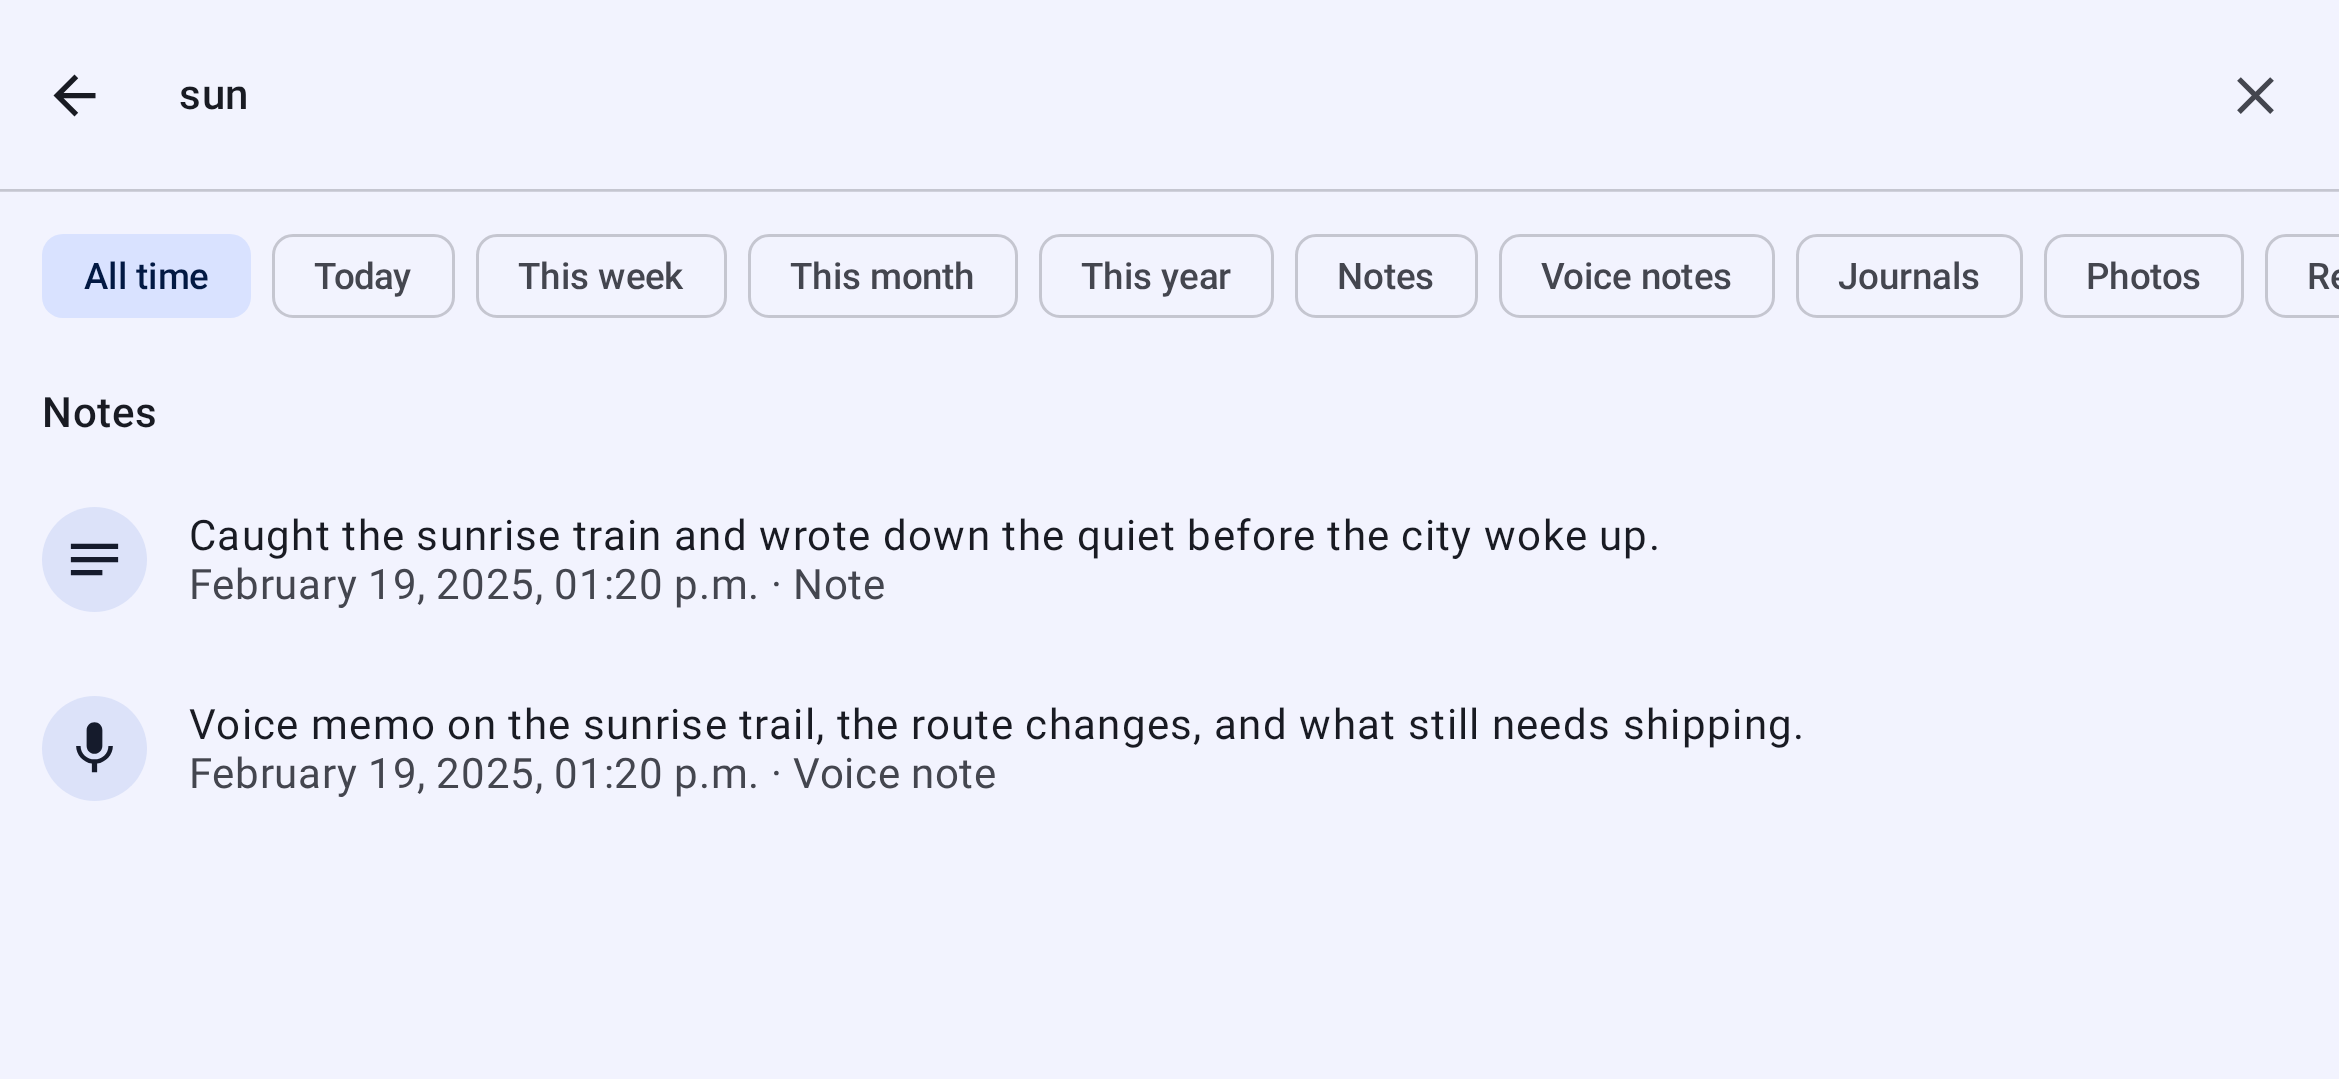 sun
All time Today This week This month This year Notes Voice notes Journals Photos
Notes
Caught the sunrise train and wrote down the quiet before the city woke up.
February 19, 2025, 01:20 p.m. · Note
Voice memo on the sunrise trail, the route changes, and what still needs shipping.
February 19, 2025, 01:20 p.m. · Voice note